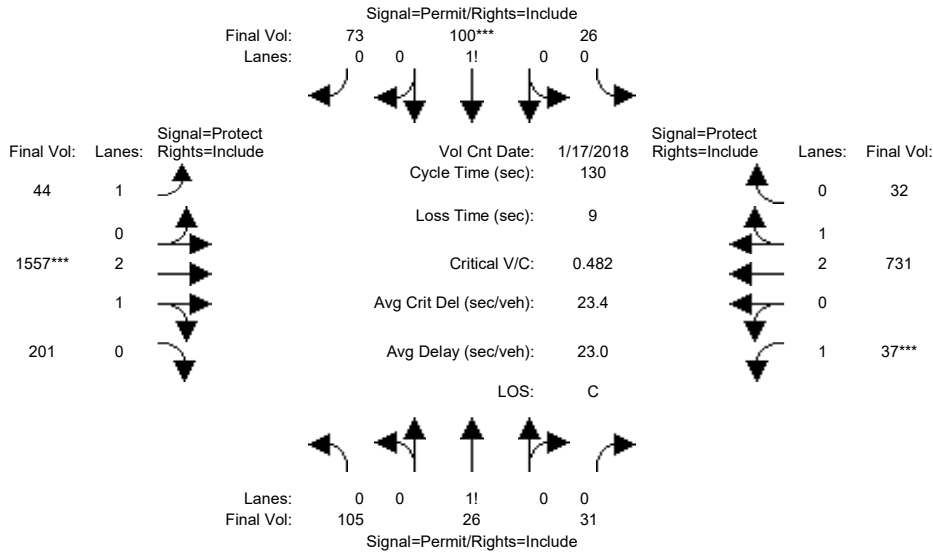 Signal=Permit/Rights=Include
Final Vol: 73 100*** 26
Lanes: 0 0 1! 0 0
Signal=Protect Signal=Protect
Final Vol: Lanes: Rights=Include Vol Cnt Date: 1/17/2018 Rights=Include Lanes: Final Vol:
Cycle Time (sec): 130
44 1 0 32
Loss Time (sec): 9
0 1
1557*** 2 Critical V/C: 0.482 2 731
1 Avg Crit Del (sec/veh): 23.4 0
201 0 Avg Delay (sec/veh): 23.0 1 37***
LOS: C
Lanes: 0 0 1! 0 0
Final Vol: 105 26 31
Signal=Permit/Rights=Include